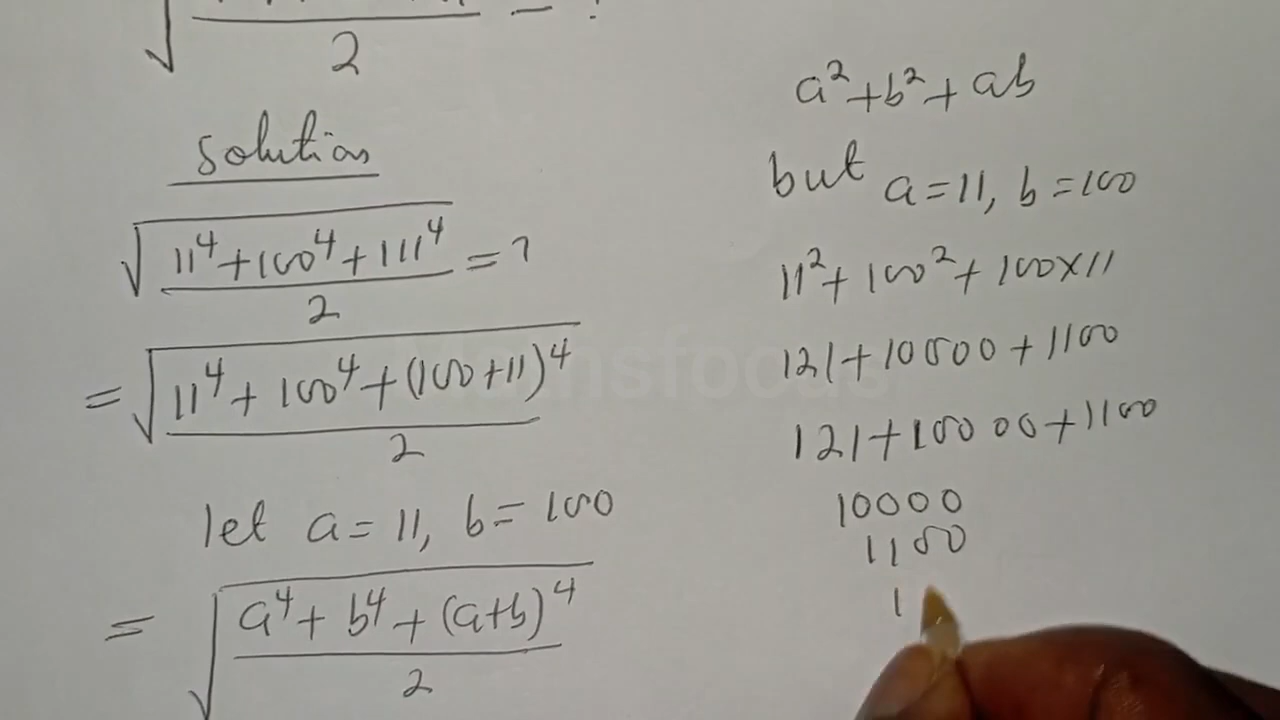 √ 2 = ?
solution
√(11⁴+100⁴+111⁴)/2 = ?
= √(11⁴+100⁴+(100+11)⁴)/2
let a=11, b=100
= √(a⁴+b⁴+(a+b)⁴)/2
a²+b²+ab
but a=11, b=100
11²+100²+100×11
121+10000+1100
121+10000+1100
10000
1100
1
Mathsfocus